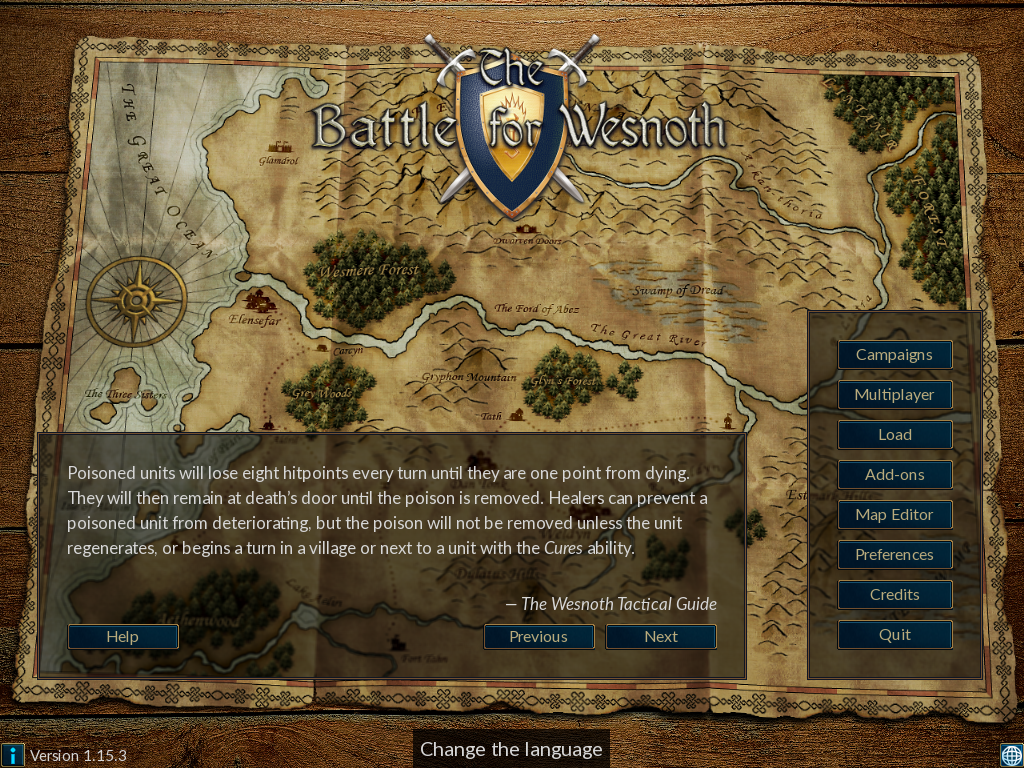 The
Battle for Wesnoth
THE GREAT OCEAN
Glamdrol
Dwarven Doors
Wesmere Forest
Swamp of Dread
Elensefar
The Ford of Abez
The Great River
Carcyn
Gryphon Mountain
Glyn's Forest
Grey Woods
The Three Sisters
Tath
Campaigns
Multiplayer
Load
Add-ons
Map Editor
Preferences
Credits
Quit
Poisoned units will lose eight hitpoints every turn until they are one point from dying.
They will then remain at death's door until the poison is removed. Healers can prevent a
poisoned unit from deteriorating, but the poison will not be removed unless the unit
regenerates, or begins a turn in a village or next to a unit with the Cures ability.
— The Wesnoth Tactical Guide
Help
Previous
Next
Version 1.15.3
Change the language